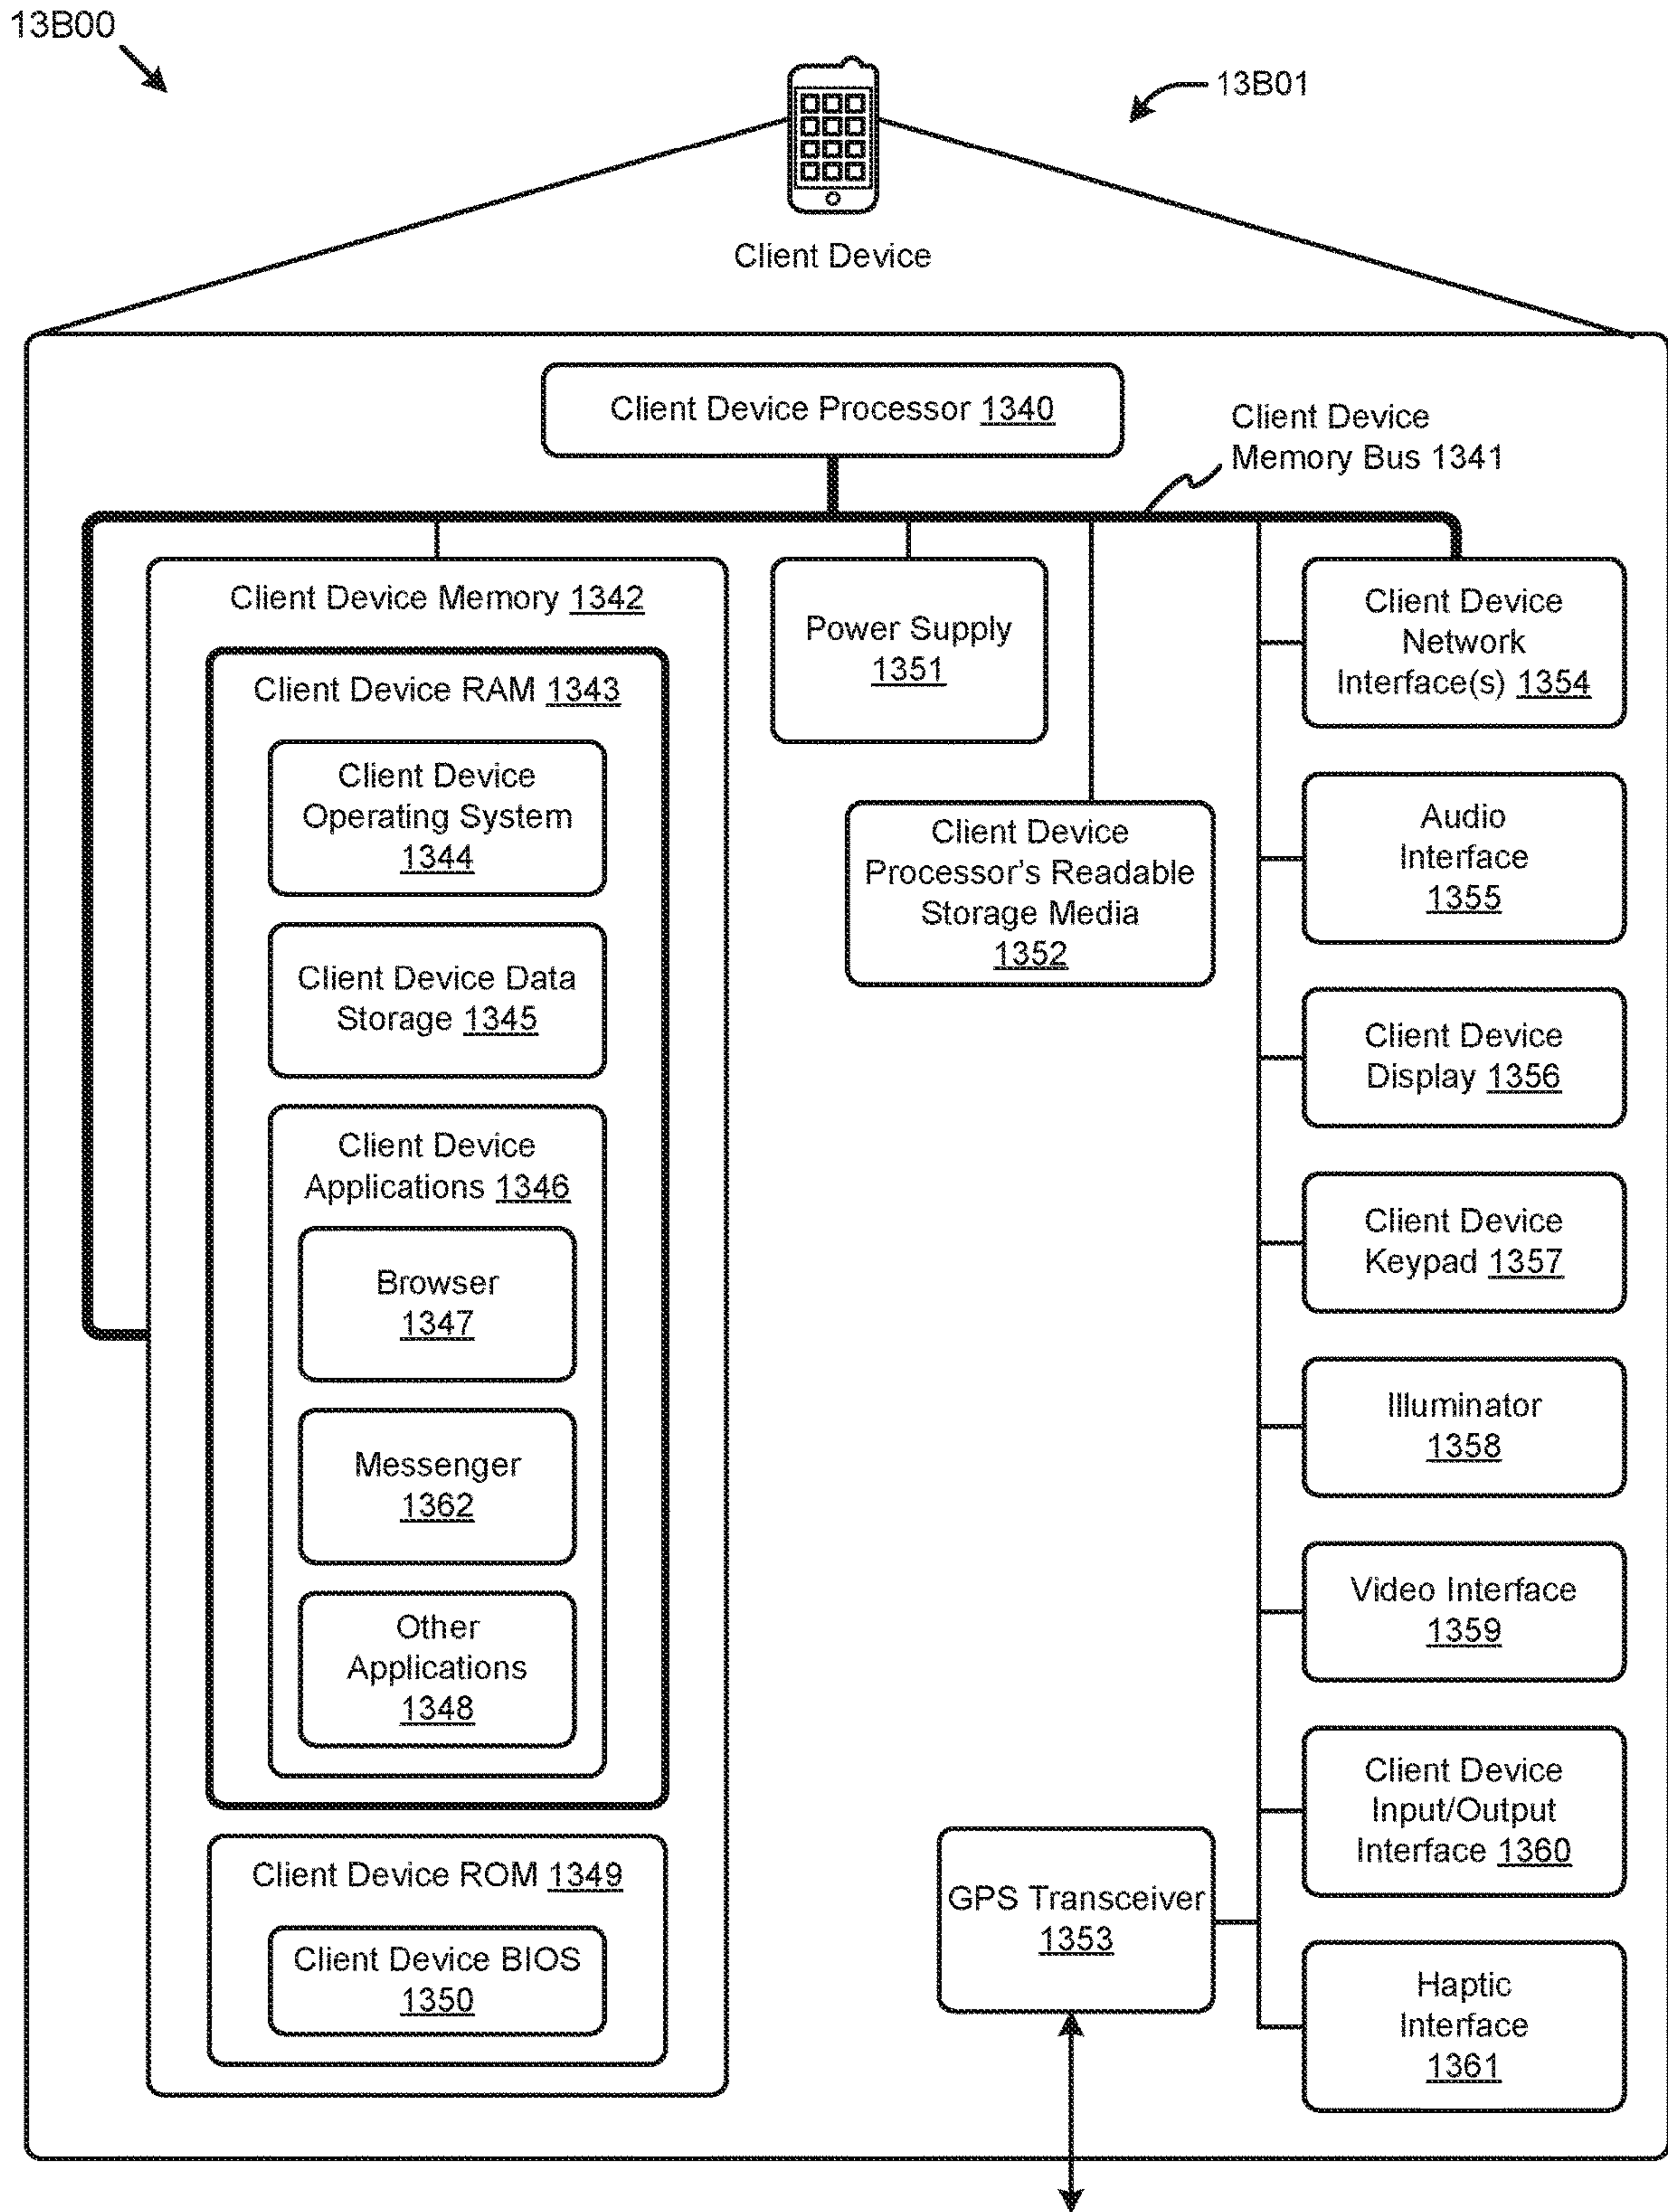 13B00
13B01
Client Device
Client Device Processor 1340
Client Device
Memory Bus 1341
Client Device Memory 1342
Client Device RAM 1343
Client Device
Operating System
1344
Client Device Data
Storage 1345
Client Device
Applications 1346
Browser
1347
Messenger
1362
Other
Applications
1348
Client Device ROM 1349
Client Device BIOS
1350
Power Supply
1351
Client Device
Processor's Readable
Storage Media
1352
GPS Transceiver
1353
Client Device
Network
Interface(s) 1354
Audio
Interface
1355
Client Device
Display 1356
Client Device
Keypad 1357
Illuminator
1358
Video Interface
1359
Client Device
Input/Output
Interface 1360
Haptic
Interface
1361